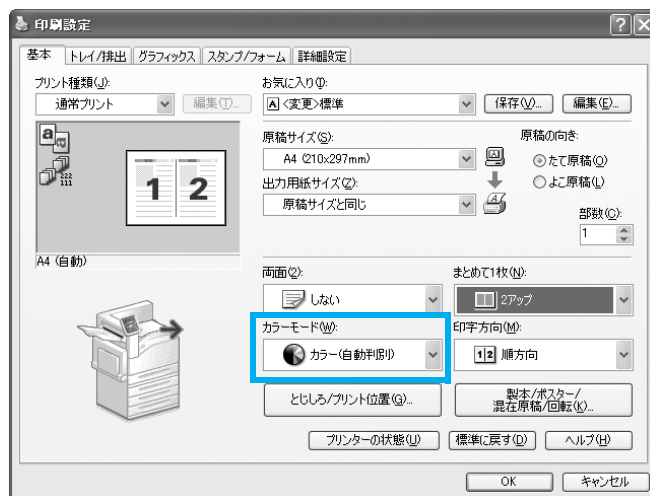 印刷設定
基本 トレイ/排出 グラフィックス スタンプ/フォーム 詳細設定
プリント種類(J):
通常プリント 編集(T)...
お気に入り(I):
A <変更>標準 保存(V)... 編集(E)...
原稿サイズ(S):
A4 (210x297mm)
出力用紙サイズ(Z):
原稿サイズと同じ
原稿の向き:
たて原稿(O)
よこ原稿(L)
部数(C):
1
a a
222
111
1 2
A4 (自動)
両面(2):
しない
まとめて1枚(N):
2アップ
カラーモード(W):
カラー(自動判別)
印字方向(M):
1 2 順方向
とじしろ/プリント位置(G)...
製本/ポスター/
混在原稿/回転(K)...
プリンターの状態(U) 標準に戻す(D) ヘルプ(H)
OK キャンセル